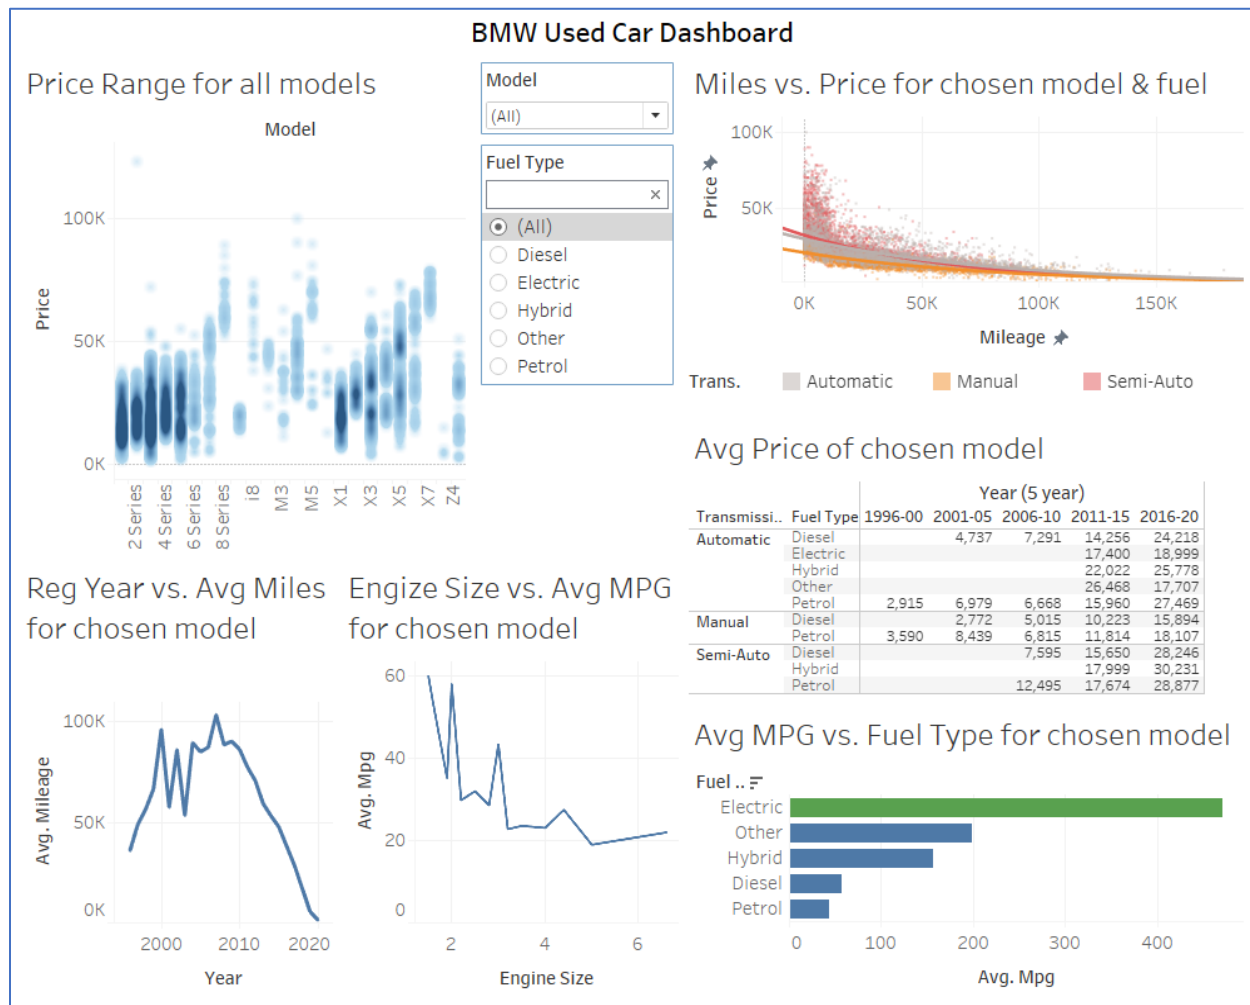 BMW Used Car Dashboard
Price Range for all models
Model
Price
100K
50K
0K
2 Series
4 Series
6 Series
8 Series
i8
M3
M5
X1
X3
X5
X7
Z4
Model
(All)
Fuel Type
×
(All)
Diesel
Electric
Hybrid
Other
Petrol
Miles vs. Price for chosen model & fuel
Price
100K
50K
0K 50K 100K 150K
Mileage
Trans. Automatic Manual Semi-Auto
Avg Price of chosen model
Year (5 year)
Transmissi.. Fuel Type 1996-00 2001-05 2006-10 2011-15 2016-20
Automatic Diesel 4,737 7,291 14,256 24,218
Electric 17,400 18,999
Hybrid 22,022 25,778
Other 26,468 17,707
Petrol 2,915 6,979 6,668 15,960 27,469
Manual Diesel 2,772 5,015 10,223 15,894
Petrol 3,590 8,439 6,815 11,814 18,107
Semi-Auto Diesel 7,595 15,650 28,246
Hybrid 17,999 30,231
Petrol 12,495 17,674 28,877
Reg Year vs. Avg Miles
for chosen model
Avg. Mileage
100K
50K
0K
2000 2010 2020
Year
Engize Size vs. Avg MPG
for chosen model
Avg. Mpg
60
40
20
0
2 4 6
Engine Size
Avg MPG vs. Fuel Type for chosen model
Fuel ..
Electric
Other
Hybrid
Diesel
Petrol
0 100 200 300 400
Avg. Mpg